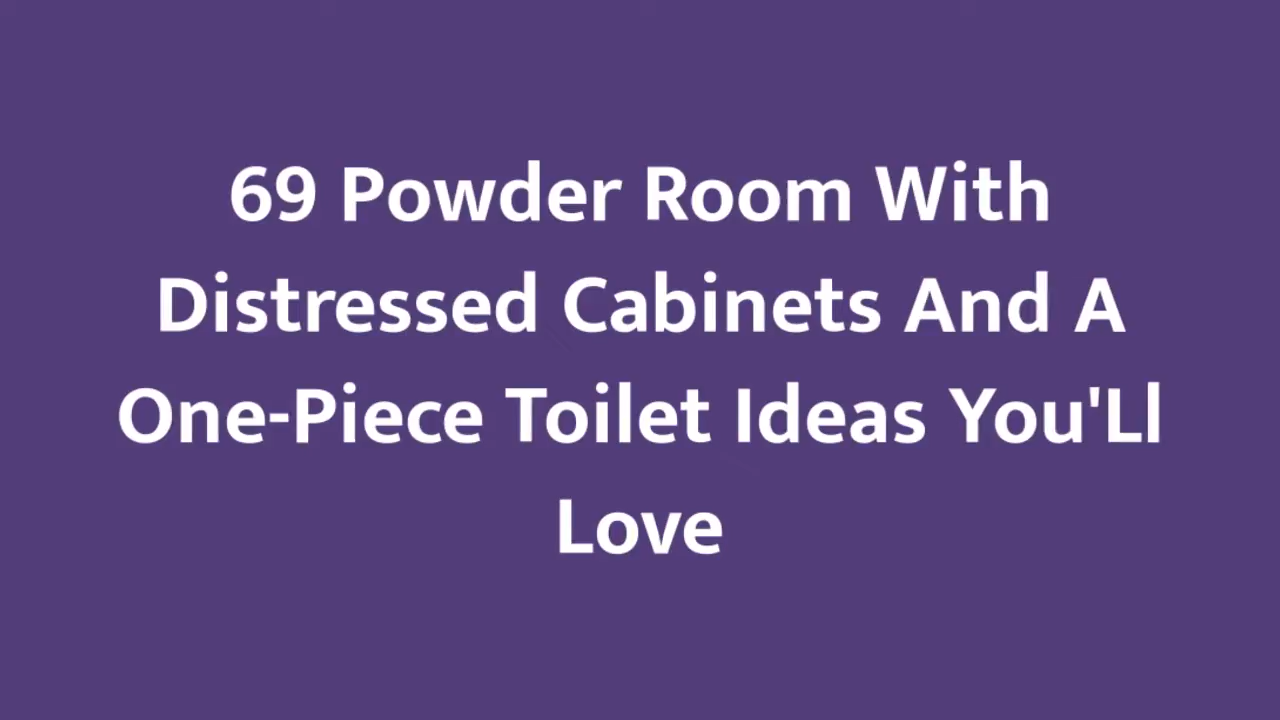 69 Powder Room With
Distressed Cabinets And A
One-Piece Toilet Ideas You'Ll
Love